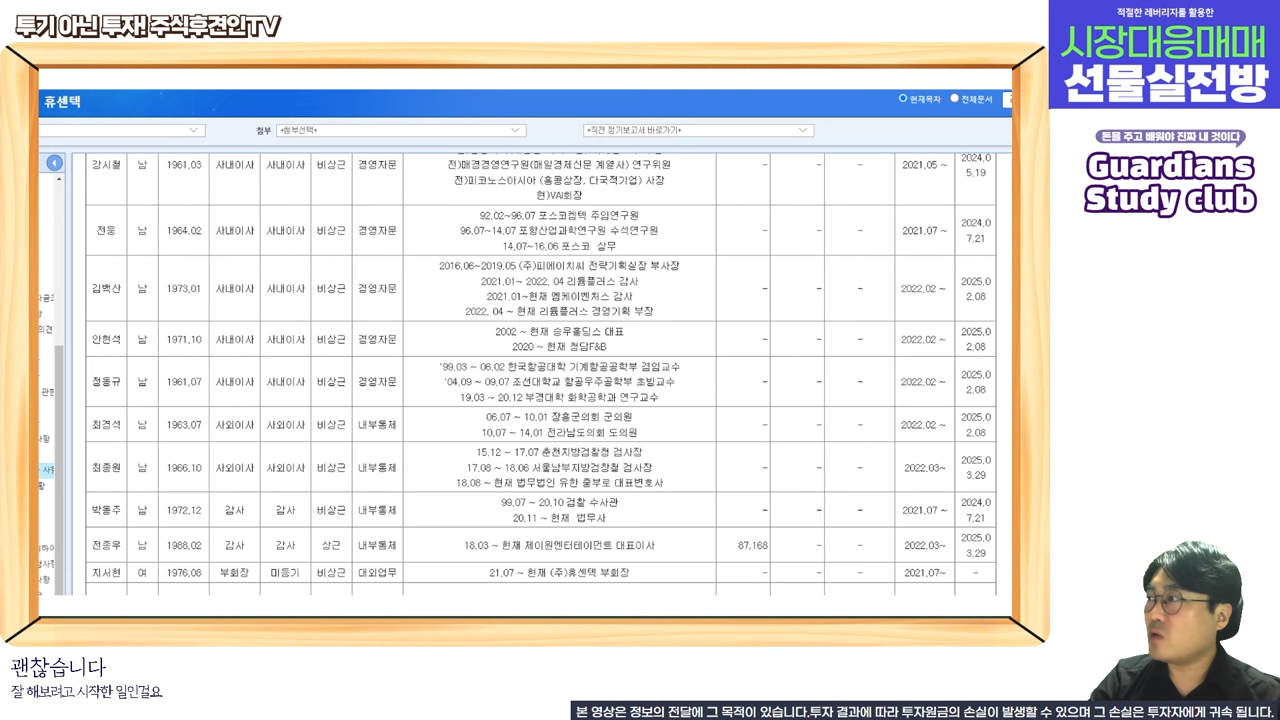 투기 아닌 투자! 주식후견인TV
적절한 레버리지를 활용한
시장대응매매
선물실전방
돈을 주고 배워야 진짜 내 것이다
Guardians
Study club
휴센텍
현재목차 전체문서
첨부 +첨부선택+ +직전 정기보고서 바로가기+
강시철 남 1961.03 사내이사 사내이사 비상근 경영자문 전)매경경영연구원(매일경제신문 계열사) 연구위원 - - - 2021.05 ~ 2024.0
전)피코노스아시아 (홍콩상장, 다국적기업) 사장 5.19
현)VAI회장
92.02~96.07 포스코켐텍 주임연구원
전웅 남 1964.02 사내이사 사내이사 비상근 경영자문 96.07~14.07 포항산업과학연구원 수석연구원 - - - 2021.07 ~ 2024.0
14.07~16.06 포스코 상무 7.21
2016.06~2019.05 (주)피에이치씨 전략기획실장 부사장
김백산 남 1973.01 사내이사 사내이사 비상근 경영자문 2021.01~ 2022. 04 리튬플러스 감사 - - - 2022.02 ~ 2025.0
2021.01~현재 엠케이벤처스 감사 2.08
2022. 04 ~ 현재 리튬플러스 경영기획 부장
안현석 남 1971.10 사내이사 사내이사 비상근 경영자문 2002 ~ 현재 승우홀딩스 대표 - - - 2022.02 ~ 2025.0
2020 ~ 현재 청담F&B 2.08
'99.03 ~ 06.02 한국항공대학 기계항공공학부 겸임교수
정동규 남 1961.07 사내이사 사내이사 비상근 경영자문 '04.09 ~ 09.07 조선대학교 항공우주공학부 초빙교수 - - - 2022.02 ~ 2025.0
19.03 ~ 20.12 부경대학 화학공학과 연구교수 2.08
최경석 남 1963.07 사외이사 사외이사 비상근 내부통제 06.07 ~ 10.01 장흥군의회 군의원 - - - 2022.02 ~ 2025.0
10.07 ~ 14.01 전라남도의회 도의원 2.08
15.12 ~ 17.07 춘천지방검찰청 검사장
최종원 남 1966.10 사외이사 사외이사 비상근 내부통제 17.08 ~ 18.06 서울남부지방검창철 검사장 - - - 2022.03~ 2025.0
18.08 ~ 현재 법무법인 유한 중부로 대표변호사 3.29
박동주 남 1972.12 감사 감사 비상근 내부통제 99.07 ~ 20.10 검찰 수사관 - - - 2021.07 ~ 2024.0
20.11 ~ 현재 법무사 7.21
전종우 남 1988.02 감사 감사 상근 내부통제 18.03 ~ 현재 제이원엔터테이먼트 대표이사 87,168 - - 2022.03~ 2025.0
3.29
지서현 여 1976.08 부회장 미등기 비상근 대외업무 21.07 ~ 현재 (주)휴센텍 부회장 - - - 2021.07~ -
괜찮습니다
잘 해보려고 시작한 일인걸요
본 영상은 정보의 전달에 그 목적이 있습니다.투자 결과에 따라 투자원금의 손실이 발생할 수 있으며 그 손실은 투자자에게 귀속 됩니다.